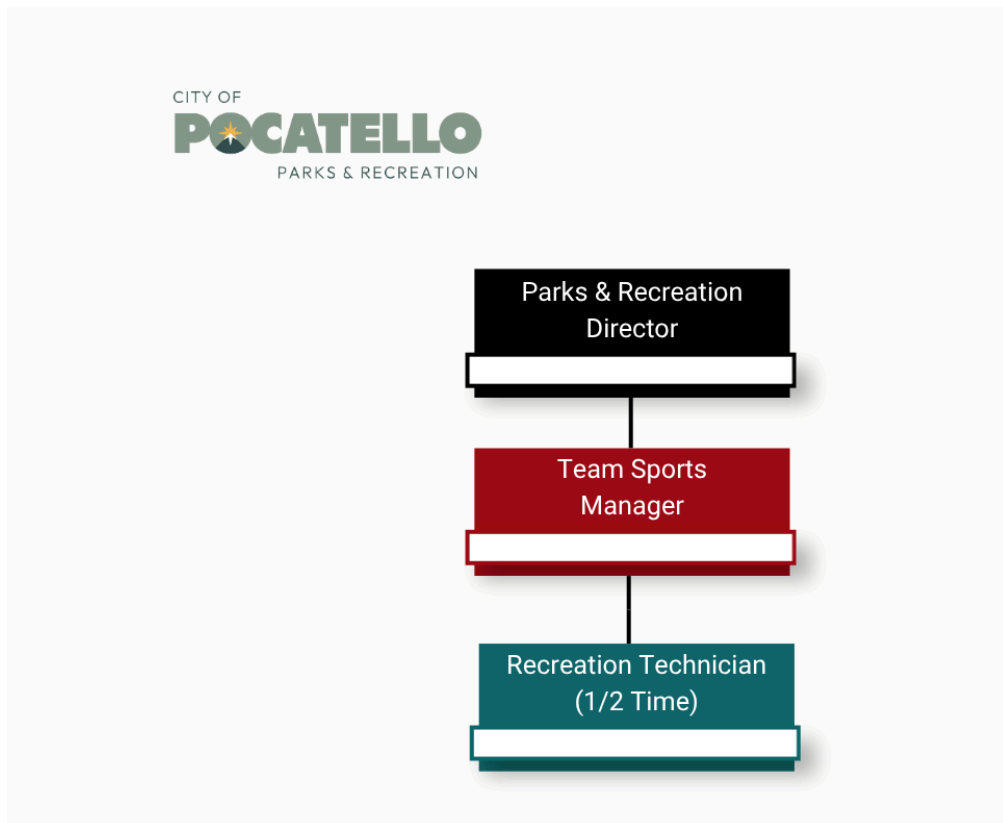 CITY OF
POCATELLO
PARKS & RECREATION
Parks & Recreation
Director
Team Sports
Manager
Recreation Technician
(1/2 Time)